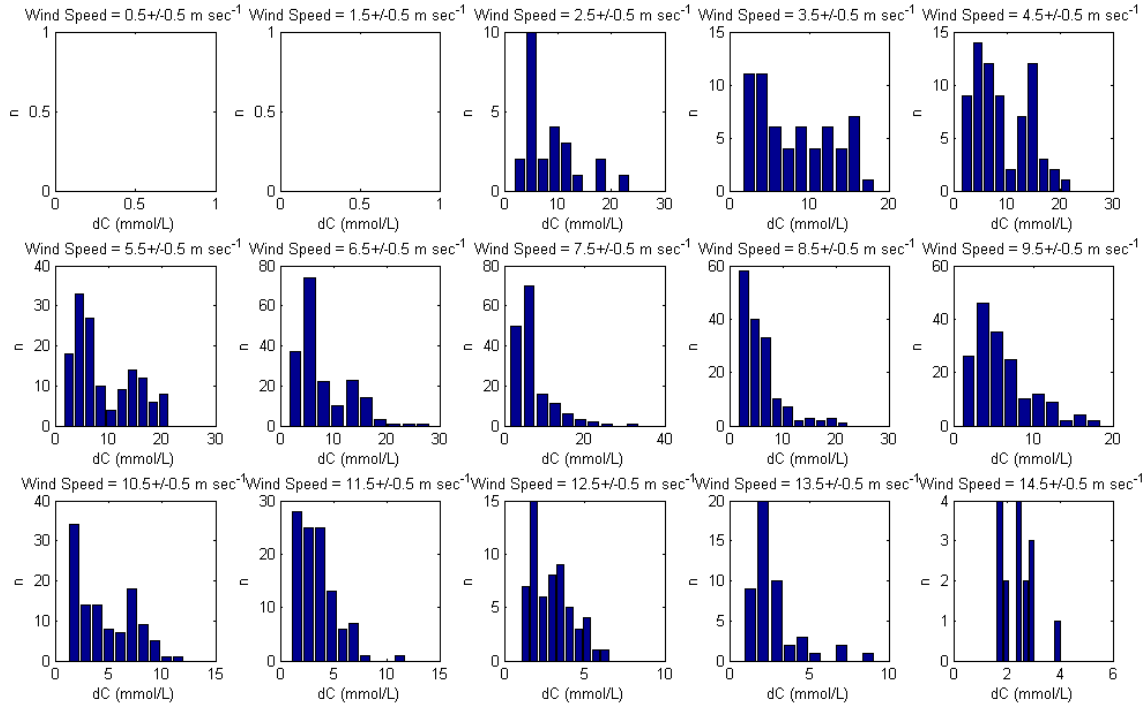 Wind Speed = 0.5+/-0.5 m sec⁻¹
1
0.5
0
n
0 0.5 1
dC (mmol/L)
Wind Speed = 1.5+/-0.5 m sec⁻¹
1
0.5
0
n
0 0.5 1
dC (mmol/L)
Wind Speed = 2.5+/-0.5 m sec⁻¹
10
5
0
n
0 10 20 30
dC (mmol/L)
Wind Speed = 3.5+/-0.5 m sec⁻¹
15
10
5
0
n
0 10 20
dC (mmol/L)
Wind Speed = 4.5+/-0.5 m sec⁻¹
15
10
5
0
n
0 10 20 30
dC (mmol/L)
Wind Speed = 5.5+/-0.5 m sec⁻¹
40
30
20
10
0
n
0 10 20 30
dC (mmol/L)
Wind Speed = 6.5+/-0.5 m sec⁻¹
80
60
40
20
0
n
0 10 20 30
dC (mmol/L)
Wind Speed = 7.5+/-0.5 m sec⁻¹
80
60
40
20
0
n
0 20 40
dC (mmol/L)
Wind Speed = 8.5+/-0.5 m sec⁻¹
60
40
20
0
n
0 10 20 30
dC (mmol/L)
Wind Speed = 9.5+/-0.5 m sec⁻¹
60
40
20
0
n
0 10 20
dC (mmol/L)
Wind Speed = 10.5+/-0.5 m sec⁻¹
40
30
20
10
0
n
5 10 15
dC (mmol/L)
Wind Speed = 11.5+/-0.5 m sec⁻¹
30
20
10
0
n
5 10 15
dC (mmol/L)
Wind Speed = 12.5+/-0.5 m sec⁻¹
15
10
5
0
n
0 5 10
dC (mmol/L)
Wind Speed = 13.5+/-0.5 m sec⁻¹
20
15
10
5
0
n
0 5 10
dC (mmol/L)
Wind Speed = 14.5+/-0.5 m sec⁻¹
4
3
2
1
0
n
0 2 4 6
dC (mmol/L)